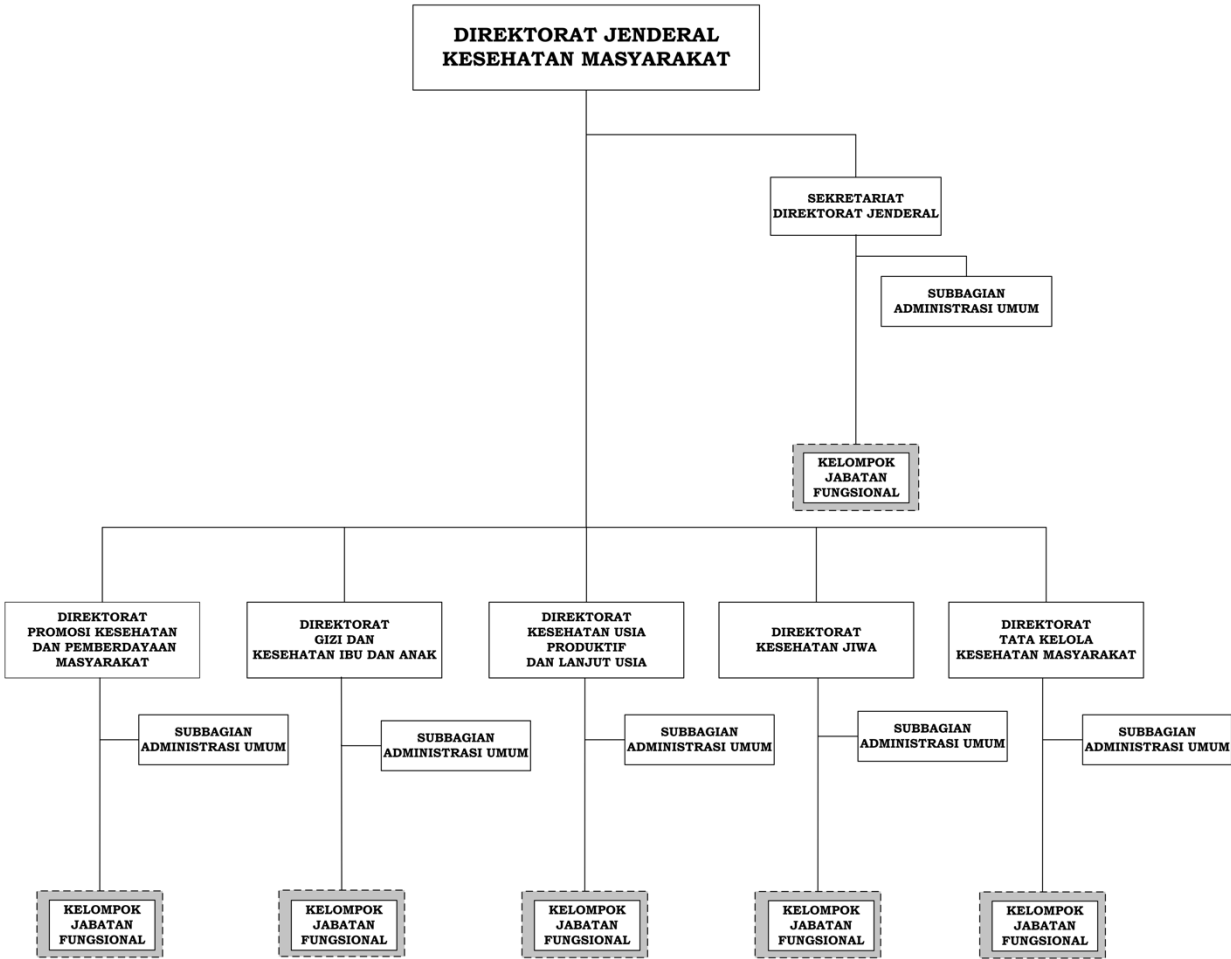 DIREKTORAT JENDERAL
KESEHATAN MASYARAKAT
SEKRETARIAT
DIREKTORAT JENDERAL
SUBBAGIAN
ADMINISTRASI UMUM
KELOMPOK
JABATAN
FUNGSIONAL
DIREKTORAT
PROMOSI KESEHATAN
DAN PEMBERDAYAAN
MASYARAKAT
DIREKTORAT
GIZI DAN
KESEHATAN IBU DAN ANAK
DIREKTORAT
KESEHATAN USIA
PRODUKTIF
DAN LANJUT USIA
DIREKTORAT
KESEHATAN JIWA
DIREKTORAT
TATA KELOLA
KESEHATAN MASYARAKAT
SUBBAGIAN
ADMINISTRASI UMUM
SUBBAGIAN
ADMINISTRASI UMUM
SUBBAGIAN
ADMINISTRASI UMUM
SUBBAGIAN
ADMINISTRASI UMUM
SUBBAGIAN
ADMINISTRASI UMUM
KELOMPOK
JABATAN
FUNGSIONAL
KELOMPOK
JABATAN
FUNGSIONAL
KELOMPOK
JABATAN
FUNGSIONAL
KELOMPOK
JABATAN
FUNGSIONAL
KELOMPOK
JABATAN
FUNGSIONAL